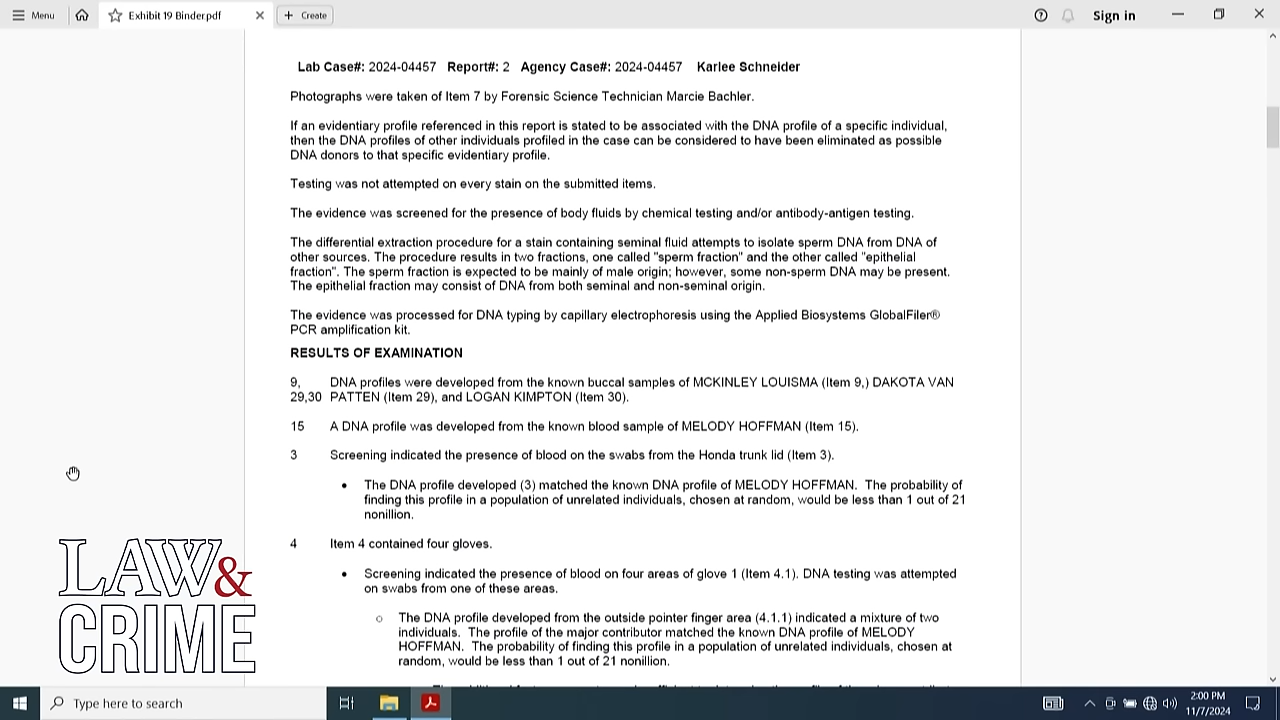 Menu
Exhibit 19 Binder.pdf
Create
Sign in
Lab Case#: 2024-04457 Report#: 2 Agency Case#: 2024-04457 Karlee Schneider
Photographs were taken of Item 7 by Forensic Science Technician Marcie Bachler.
If an evidentiary profile referenced in this report is stated to be associated with the DNA profile of a specific individual,
then the DNA profiles of other individuals profiled in the case can be considered to have been eliminated as possible
DNA donors to that specific evidentiary profile.
Testing was not attempted on every stain on the submitted items.
The evidence was screened for the presence of body fluids by chemical testing and/or antibody-antigen testing.
The differential extraction procedure for a stain containing seminal fluid attempts to isolate sperm DNA from DNA of
other sources. The procedure results in two fractions, one called "sperm fraction" and the other called "epithelial
fraction". The sperm fraction is expected to be mainly of male origin; however, some non-sperm DNA may be present.
The epithelial fraction may consist of DNA from both seminal and non-seminal origin.
The evidence was processed for DNA typing by capillary electrophoresis using the Applied Biosystems GlobalFiler®
PCR amplification kit.
RESULTS OF EXAMINATION
9, DNA profiles were developed from the known buccal samples of MCKINLEY LOUISMA (Item 9,) DAKOTA VAN
29,30 PATTEN (Item 29), and LOGAN KIMPTON (Item 30).
15 A DNA profile was developed from the known blood sample of MELODY HOFFMAN (Item 15).
3 Screening indicated the presence of blood on the swabs from the Honda trunk lid (Item 3).
• The DNA profile developed (3) matched the known DNA profile of MELODY HOFFMAN. The probability of
finding this profile in a population of unrelated individuals, chosen at random, would be less than 1 out of 21
nonillion.
4 Item 4 contained four gloves.
• Screening indicated the presence of blood on four areas of glove 1 (Item 4.1). DNA testing was attempted
on swabs from one of these areas.
○ The DNA profile developed from the outside pointer finger area (4.1.1) indicated a mixture of two
individuals. The profile of the major contributor matched the known DNA profile of MELODY
HOFFMAN. The probability of finding this profile in a population of unrelated individuals, chosen at
random, would be less than 1 out of 21 nonillion.
LAW&
CRIME
Type here to search
2:00 PM
11/7/2024